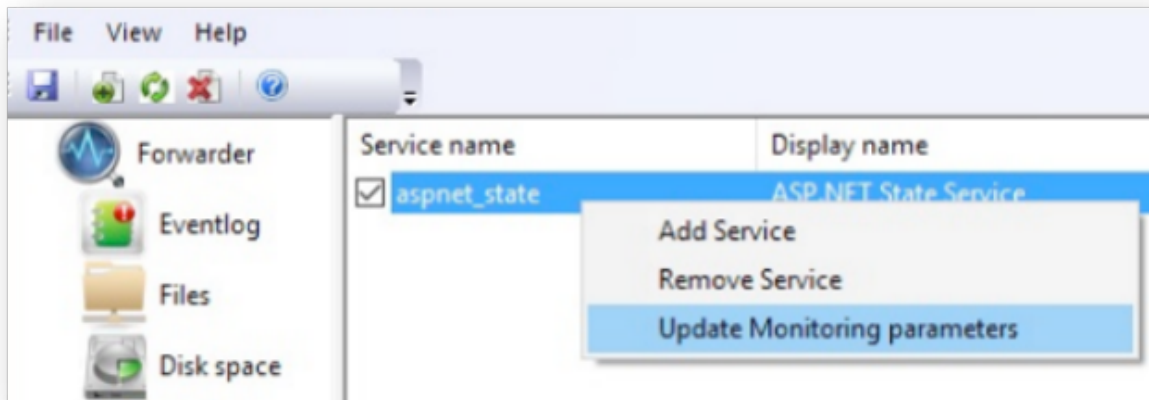 File View Help
Forwarder
Eventlog
Files
Disk space
Service name Display name
aspnet_state ASP.NET State Service
Add Service
Remove Service
Update Monitoring parameters